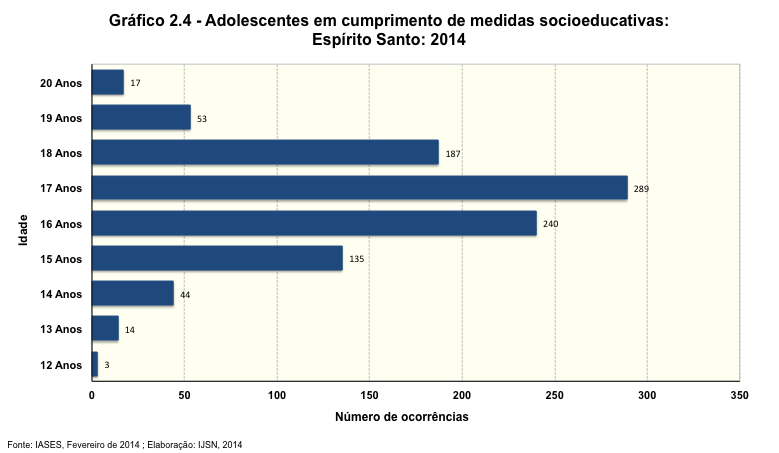 Gráfico 2.4 - Adolescentes em cumprimento de medidas socioeducativas:
Espírito Santo: 2014
20 Anos 17
19 Anos 53
18 Anos 187
17 Anos 289
16 Anos 240
15 Anos 135
14 Anos 44
13 Anos 14
12 Anos 3
Idade
0 50 100 150 200 250 300 350
Número de ocorrências
Fonte: IASES, Fevereiro de 2014 ; Elaboração: IJSN, 2014